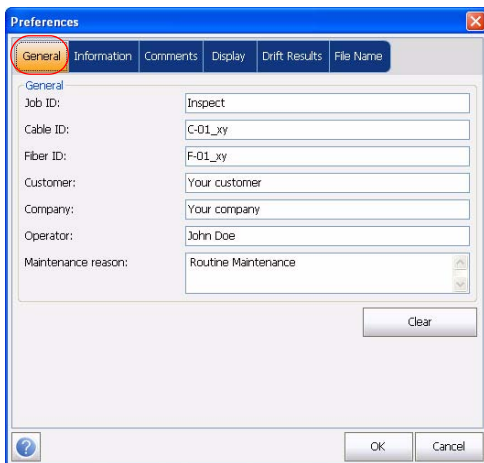 Preferences
General Information Comments Display Drift Results File Name
General
Job ID: Inspect
Cable ID: C-01_xy
Fiber ID: F-01_xy
Customer: Your customer
Company: Your company
Operator: John Doe
Maintenance reason: Routine Maintenance
Clear
? OK Cancel